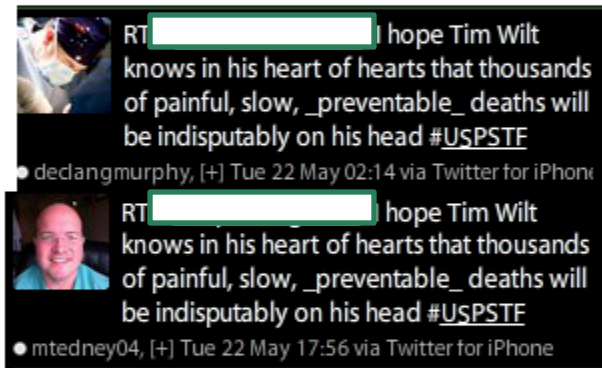 RT I hope Tim Wilt
knows in his heart of hearts that thousands
of painful, slow, _preventable_ deaths will
be indisputably on his head #USPSTF
declangmurphy, [+] Tue 22 May 02:14 via Twitter for iPhone
RT hope Tim Wilt
knows in his heart of hearts that thousands
of painful, slow, _preventable_ deaths will
be indisputably on his head #USPSTF
mtedney04, [+] Tue 22 May 17:56 via Twitter for iPhone